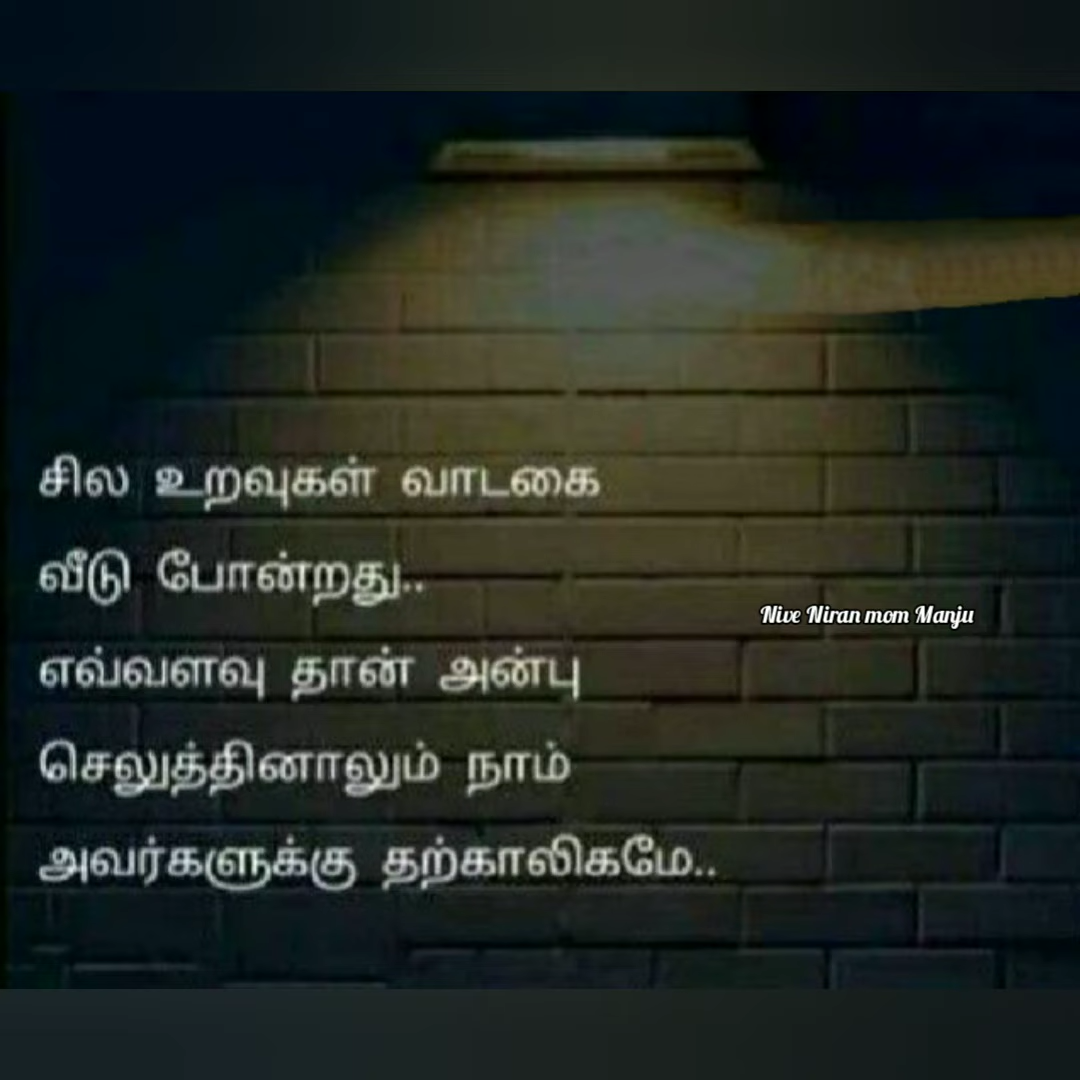 சில உறவுகள் வாடகை
வீடு போன்றது..
Nive Niran mom Manju
எவ்வளவு தான் அன்பு
செலுத்தினாலும் நாம்
அவர்களுக்கு தற்காலிகமே..